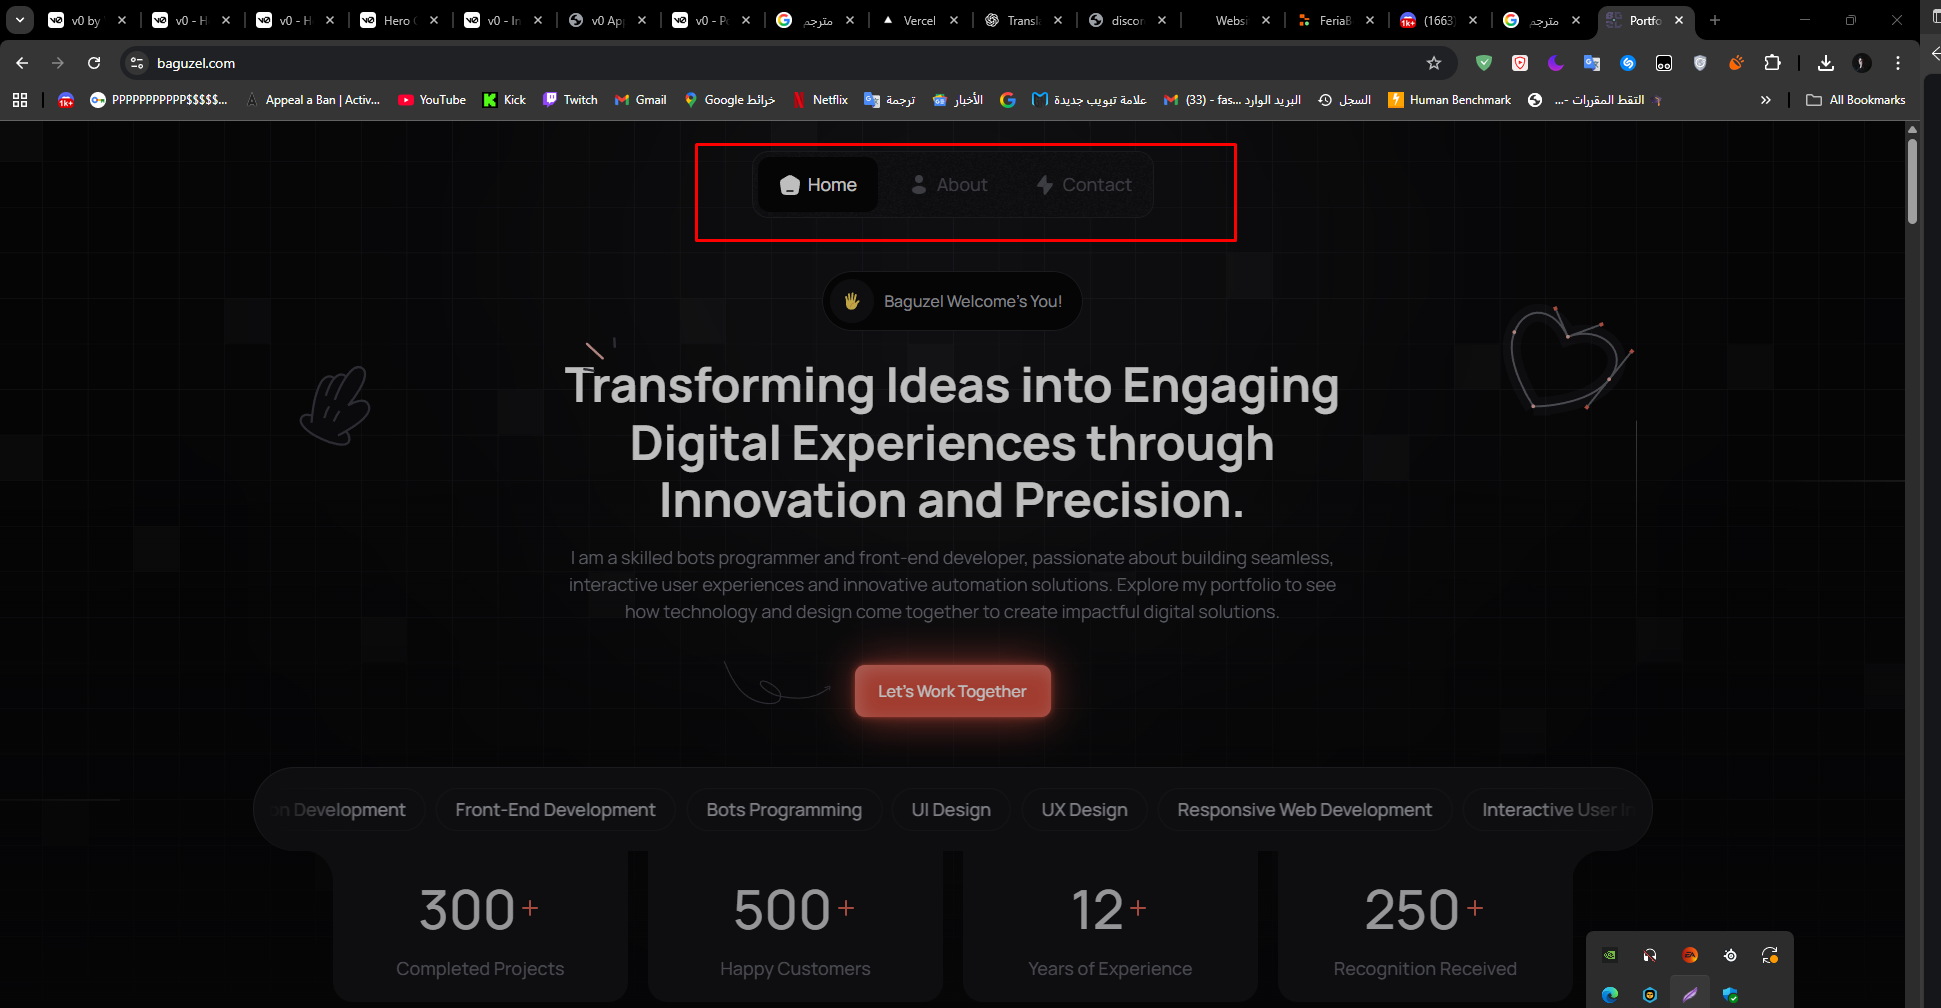 v0 by
v0 - H
v0 - H
Hero
v0 - In
v0 Ap
v0 - P
مترجم
Vercel
Transl
discor
Websi
FeriaB
(1663)
مترجم
Portfo
baguzel.com
PPPPPPPPPPP$$$$$...
Appeal a Ban | Activ...
YouTube
Kick
Twitch
Gmail
خرائط Google
Netflix
ترجمة
الأخبار
علامة تبويب جديدة
البريد الوارد (33) - fas...
السجل
Human Benchmark
التقط المقررات -...
All Bookmarks
Home
About
Contact
Baguzel Welcome's You!
Transforming Ideas into Engaging
Digital Experiences through
Innovation and Precision.
I am a skilled bots programmer and front-end developer, passionate about building seamless,
interactive user experiences and innovative automation solutions. Explore my portfolio to see
how technology and design come together to create impactful digital solutions.
Let's Work Together
on Development
Front-End Development
Bots Programming
UI Design
UX Design
Responsive Web Development
Interactive User In
300+
500+
12+
250+
Completed Projects
Happy Customers
Years of Experience
Recognition Received